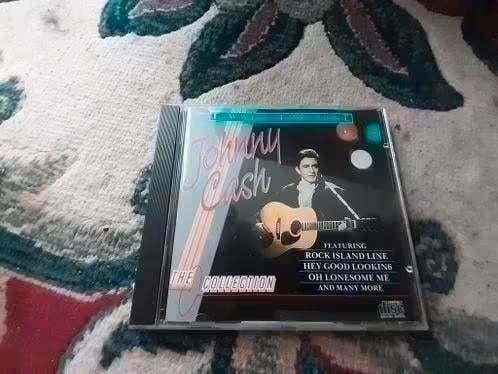 Johnny
Cash
FEATURING
ROCK ISLAND LINE
HEY GOOD LOOKING
OH LONESOME ME
AND MANY MORE
THE COLLECTION